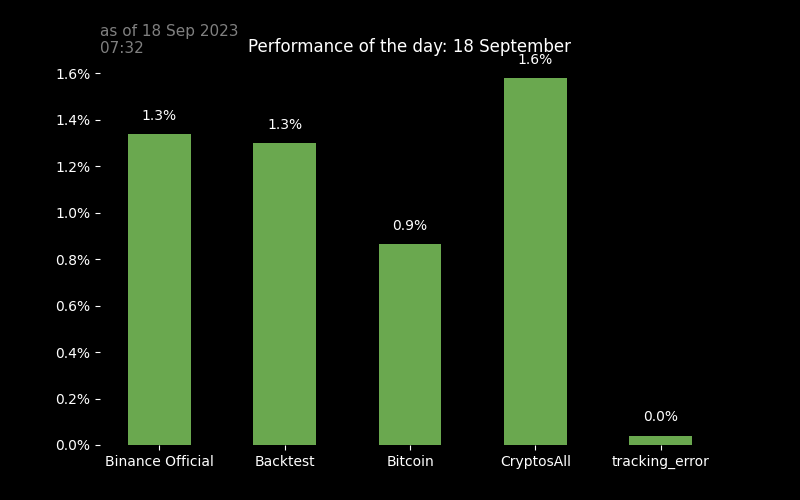 as of 18 Sep 2023
07:32
Performance of the day: 18 September
1.6%
1.6%
1.4%
1.3%
1.3%
1.2%
1.0%
0.9%
0.8%
0.6%
0.4%
0.2%
0.0%
0.0%
Binance Official
Backtest
Bitcoin
CryptosAll
tracking_error